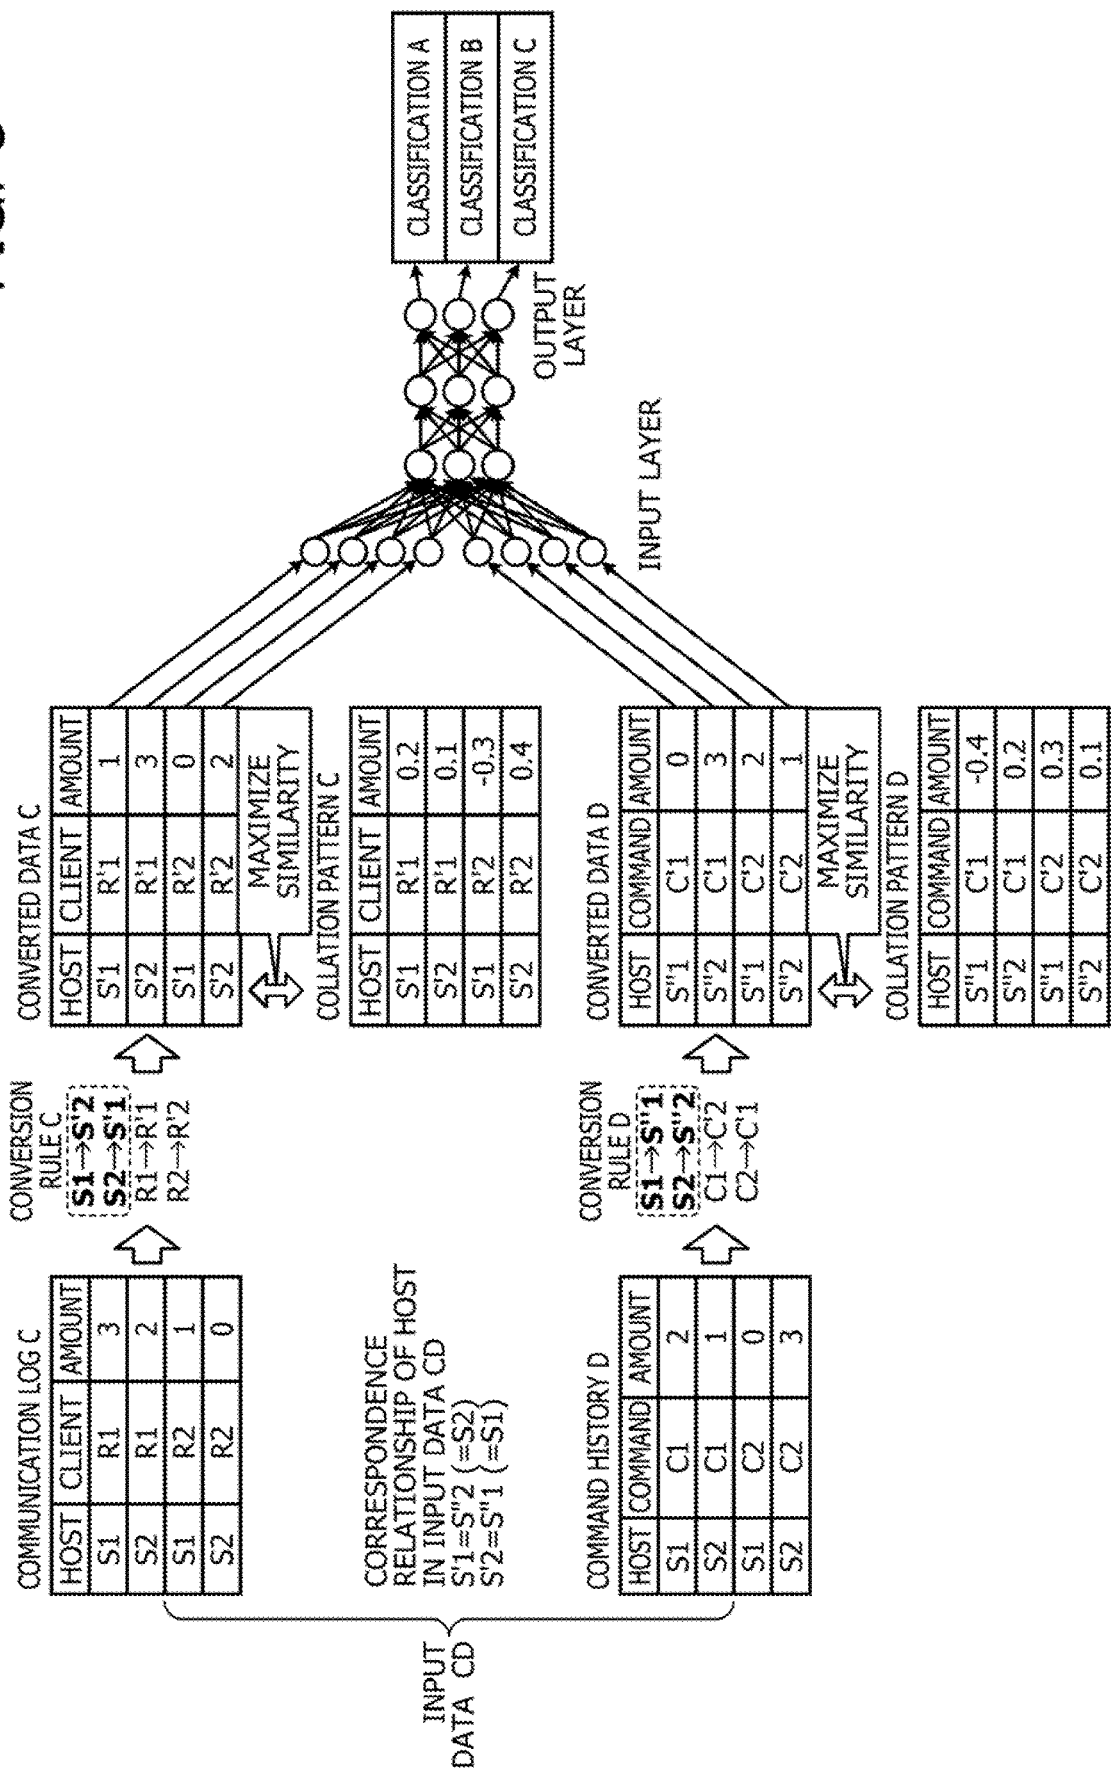 COMMUNICATION LOG C
HOST CLIENT AMOUNT
S1 R1 3
S2 R1 2
S1 R2 1
S2 R2 0
CONVERSION
RULE C
S1→S'2
S2→S'1
R1→R'1
R2→R'2
CONVERTED DATA C
HOST CLIENT AMOUNT
S'1 R'1 1
S'2 R'1 3
S'1 R'2 0
S'2 R'2 2
MAXIMIZE
SIMILARITY
COLLATION PATTERN C
HOST CLIENT AMOUNT
S'1 R'1 0.2
S'2 R'1 0.1
S'1 R'2 -0.3
S'2 R'2 0.4
INPUT
DATA CD
CORRESPONDENCE
RELATIONSHIP OF HOST
IN INPUT DATA CD
S'1=S"2 (=S2)
S'2=S"1 (=S1)
COMMAND HISTORY D
HOST COMMAND AMOUNT
S1 C1 2
S2 C1 1
S1 C2 0
S2 C2 3
CONVERSION
RULE D
S1→S"1
S2→S"2
C1→C'2
C2→C'1
CONVERTED DATA D
HOST COMMAND AMOUNT
S"1 C'1 0
S"2 C'1 3
S"1 C'2 2
S"2 C'2 1
MAXIMIZE
SIMILARITY
COLLATION PATTERN D
HOST COMMAND AMOUNT
S"1 C'1 -0.4
S"2 C'1 0.2
S"1 C'2 0.3
S"2 C'2 0.1
INPUT LAYER
OUTPUT
LAYER
CLASSIFICATION A
CLASSIFICATION B
CLASSIFICATION C